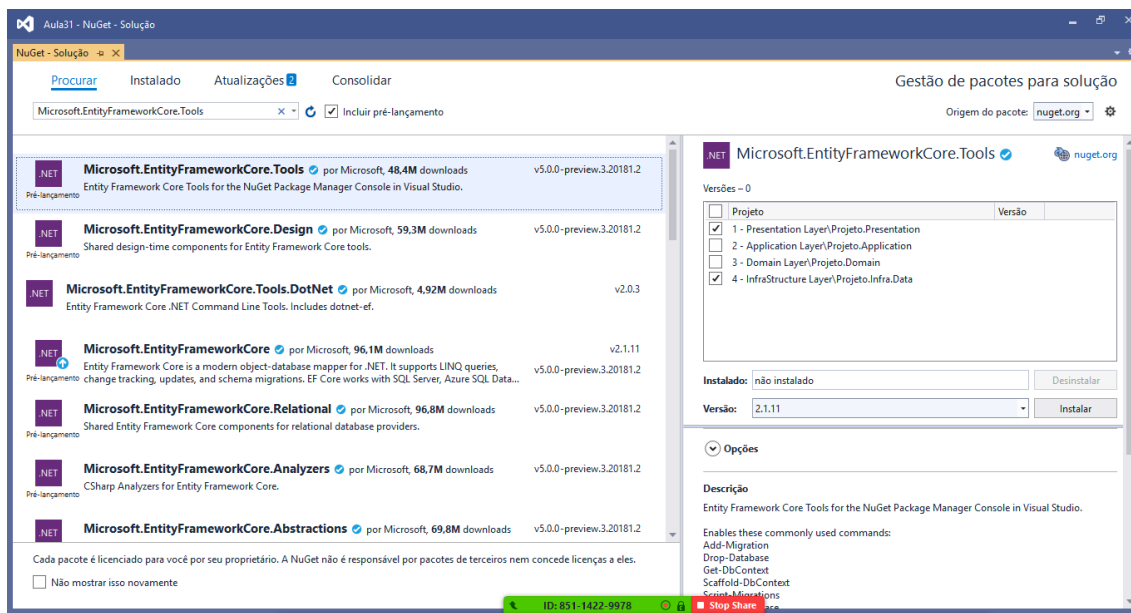 Aula31 - NuGet - Solução
NuGet - Solução
Procurar Instalado Atualizações 2 Consolidar
Gestão de pacotes para solução
Microsoft.EntityFrameworkCore.Tools
Incluir pré-lançamento
Origem do pacote: nuget.org
.NET
Pré-lançamento
Microsoft.EntityFrameworkCore.Tools por Microsoft, 48,4M downloads v5.0.0-preview.3.20181.2
Entity Framework Core Tools for the NuGet Package Manager Console in Visual Studio.
.NET
Pré-lançamento
Microsoft.EntityFrameworkCore.Design por Microsoft, 59,3M downloads v5.0.0-preview.3.20181.2
Shared design-time components for Entity Framework Core tools.
.NET
Microsoft.EntityFrameworkCore.Tools.DotNet por Microsoft, 4,92M downloads v2.0.3
Entity Framework Core .NET Command Line Tools. Includes dotnet-ef.
.NET
Pré-lançamento
Microsoft.EntityFrameworkCore por Microsoft, 96,1M downloads v2.1.11
Entity Framework Core is a modern object-database mapper for .NET. It supports LINQ queries, v5.0.0-preview.3.20181.2
change tracking, updates, and schema migrations. EF Core works with SQL Server, Azure SQL Data...
.NET
Pré-lançamento
Microsoft.EntityFrameworkCore.Relational por Microsoft, 96,8M downloads v5.0.0-preview.3.20181.2
Shared Entity Framework Core components for relational database providers.
.NET
Pré-lançamento
Microsoft.EntityFrameworkCore.Analyzers por Microsoft, 68,7M downloads v5.0.0-preview.3.20181.2
CSharp Analyzers for Entity Framework Core.
.NET
Microsoft.EntityFrameworkCore.Abstractions por Microsoft, 69,8M downloads v5.0.0-preview.3.20181.2
Cada pacote é licenciado para você por seu proprietário. A NuGet não é responsável por pacotes de terceiros nem concede licenças a eles.
Não mostrar isso novamente
.NET
Microsoft.EntityFrameworkCore.Tools
nuget.org
Versões – 0
Projeto Versão
1 - Presentation Layer\Projeto.Presentation
2 - Application Layer\Projeto.Application
3 - Domain Layer\Projeto.Domain
4 - InfraStructure Layer\Projeto.Infra.Data
Instalado: não instalado Desinstalar
Versão: 2.1.11 Instalar
Opções
Descrição
Entity Framework Core Tools for the NuGet Package Manager Console in Visual Studio.
Enables these commonly used commands:
Add-Migration
Drop-Database
Get-DbContext
Scaffold-DbContext
Script-Migrations
ID: 851-1422-9978 Stop Share